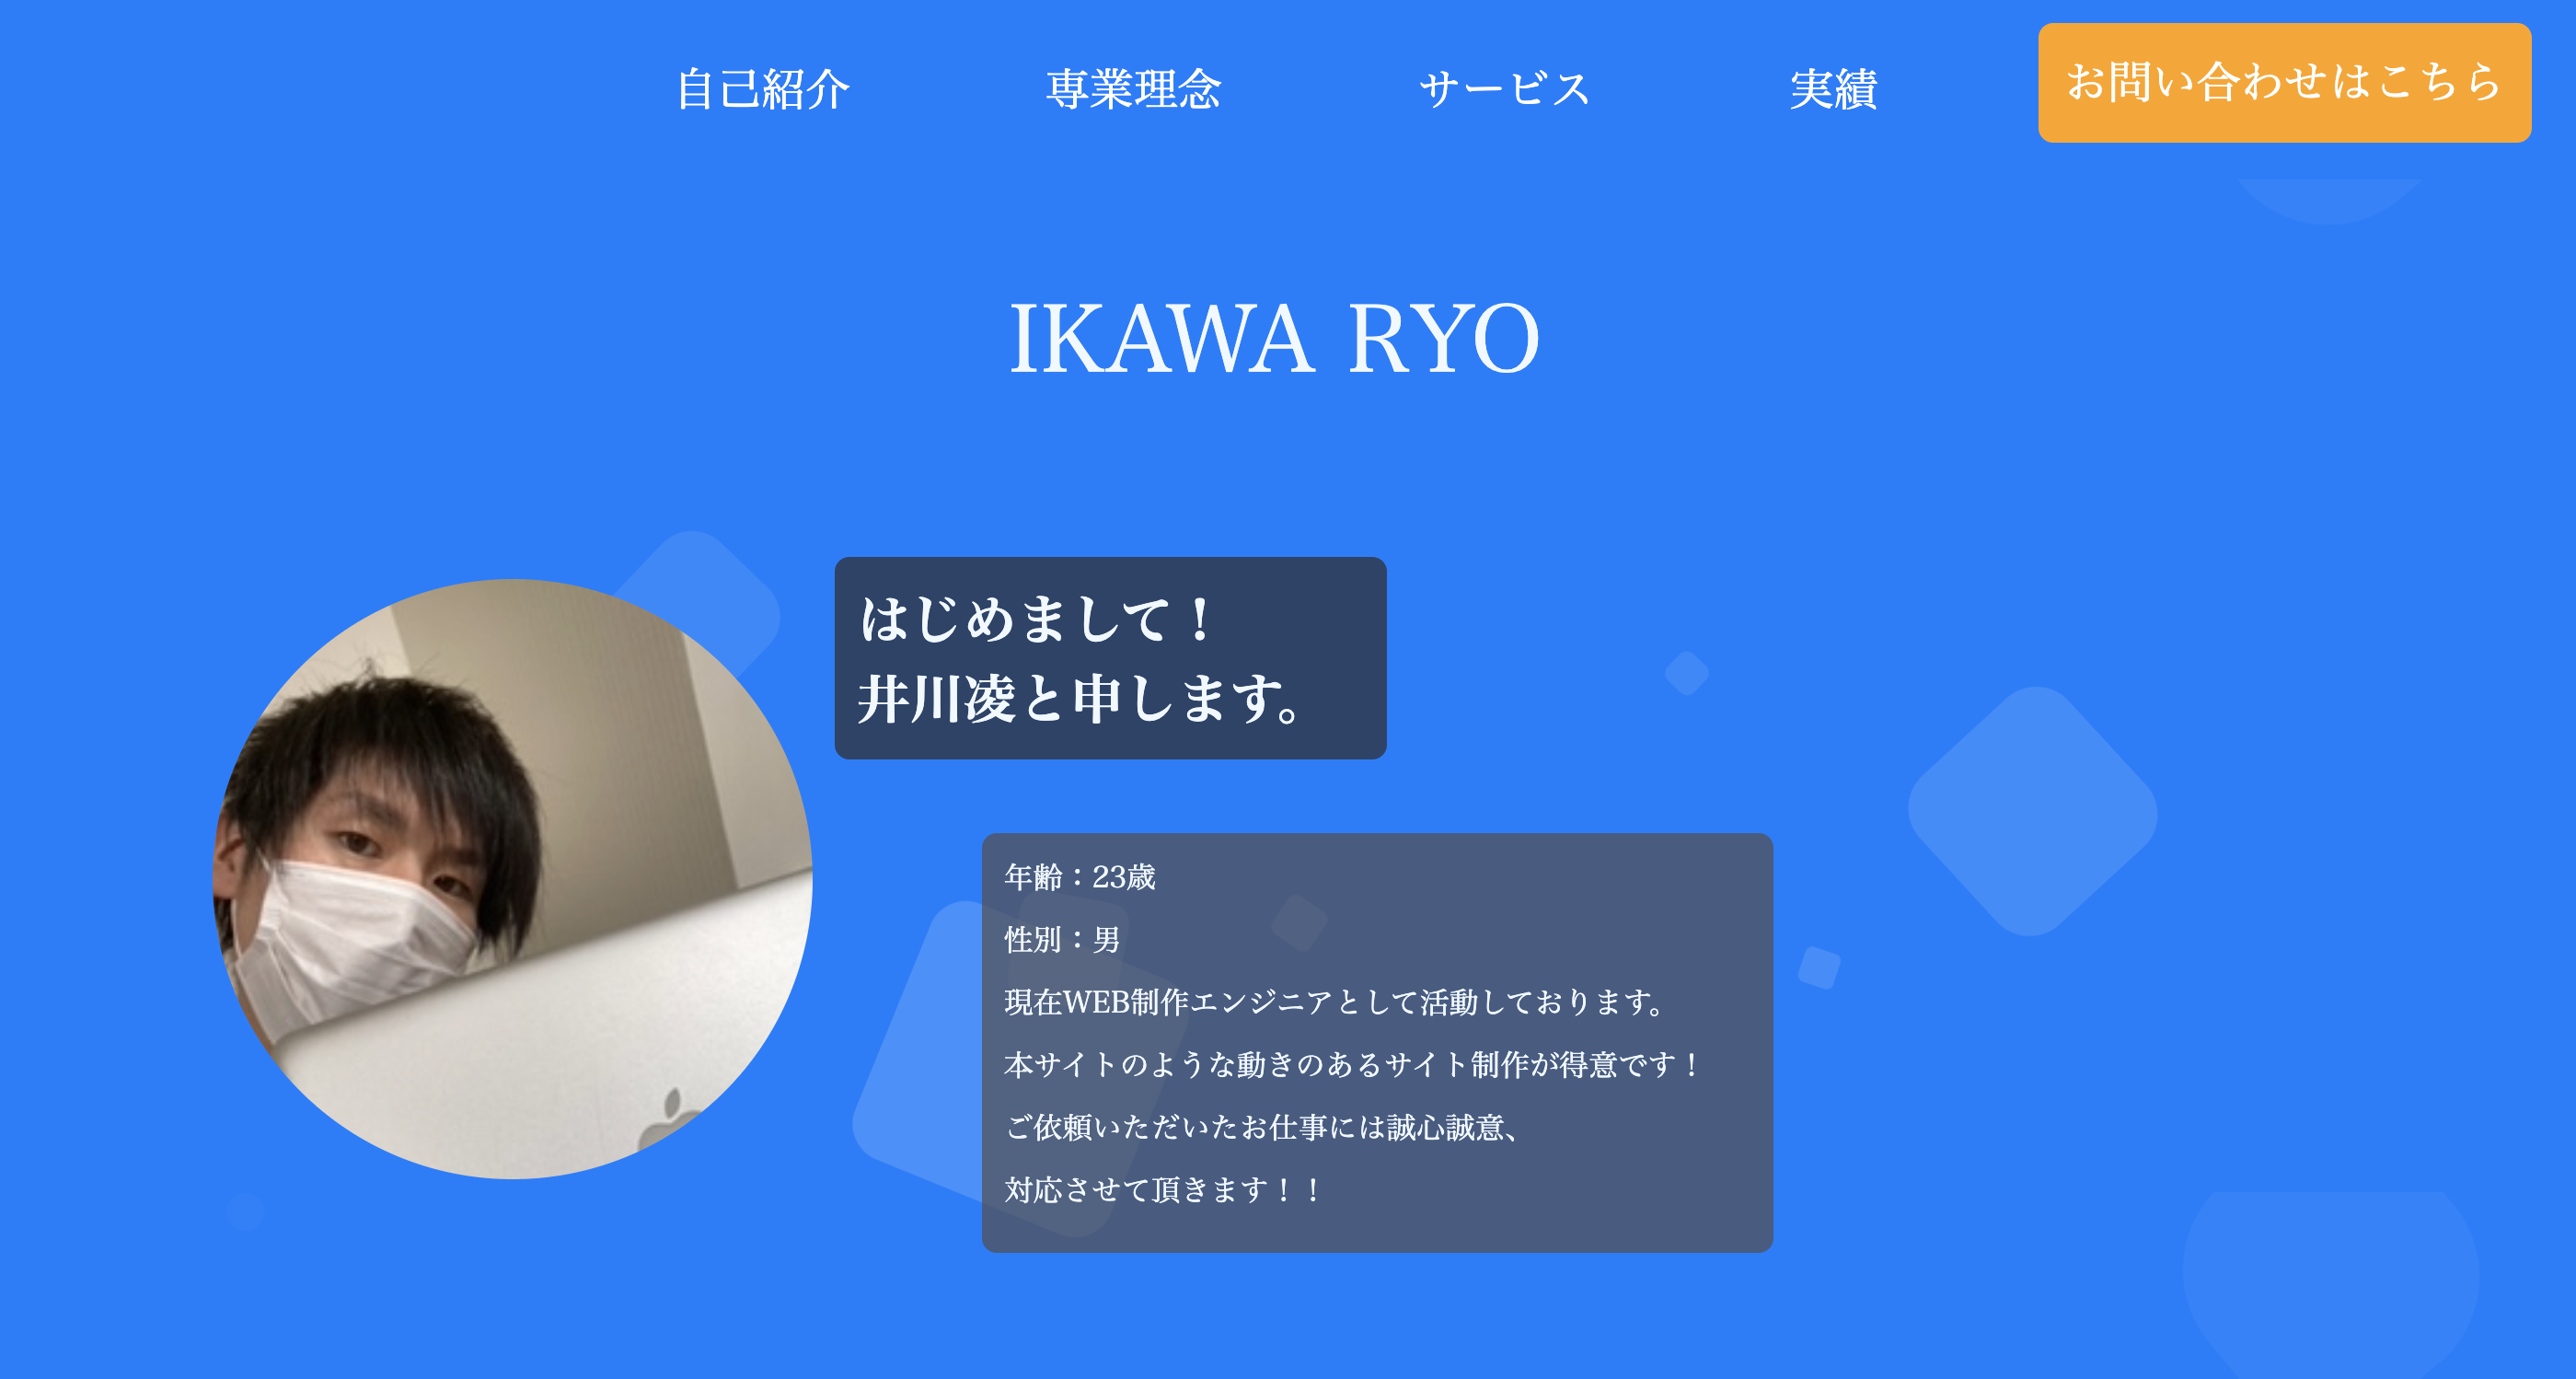 自己紹介
専業理念
サービス
実績
お問い合わせはこちら
IKAWA RYO
はじめまして！
井川凌と申します。
年齢：23歳
性別：男
現在WEB制作エンジニアとして活動しております。
本サイトのような動きのあるサイト制作が得意です！
ご依頼いただいたお仕事には誠心誠意、
対応させて頂きます！！